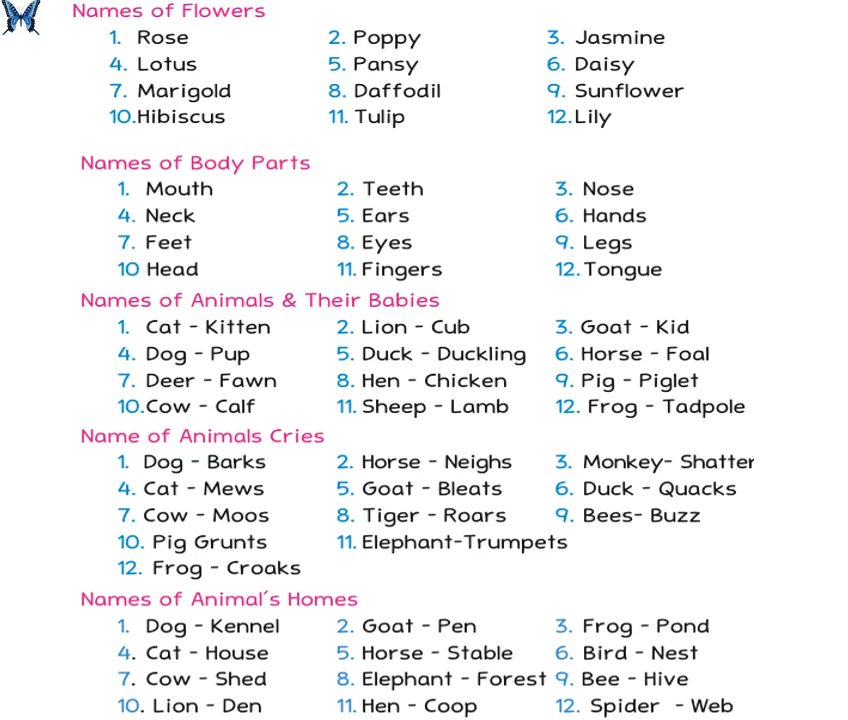 Names of Flowers
1. Rose 2. Poppy 3. Jasmine
4. Lotus 5. Pansy 6. Daisy
7. Marigold 8. Daffodil 9. Sunflower
10.Hibiscus 11. Tulip 12.Lily
Names of Body Parts
1. Mouth 2. Teeth 3. Nose
4. Neck 5. Ears 6. Hands
7. Feet 8. Eyes 9. Legs
10 Head 11. Fingers 12. Tongue
Names of Animals & Their Babies
1. Cat - Kitten 2. Lion - Cub 3. Goat - Kid
4. Dog - Pup 5. Duck - Duckling 6. Horse - Foal
7. Deer - Fawn 8. Hen - Chicken 9. Pig - Piglet
10.Cow - Calf 11. Sheep - Lamb 12. Frog - Tadpole
Name of Animals Cries
1. Dog - Barks 2. Horse - Neighs 3. Monkey- Shatter
4. Cat - Mews 5. Goat - Bleats 6. Duck - Quacks
7. Cow - Moos 8. Tiger - Roars 9. Bees- Buzz
10. Pig Grunts 11. Elephant-Trumpets
12. Frog - Croaks
Names of Animal's Homes
1. Dog - Kennel 2. Goat - Pen 3. Frog - Pond
4. Cat - House 5. Horse - Stable 6. Bird - Nest
7. Cow - Shed 8. Elephant - Forest 9. Bee - Hive
10. Lion - Den 11. Hen - Coop 12. Spider - Web